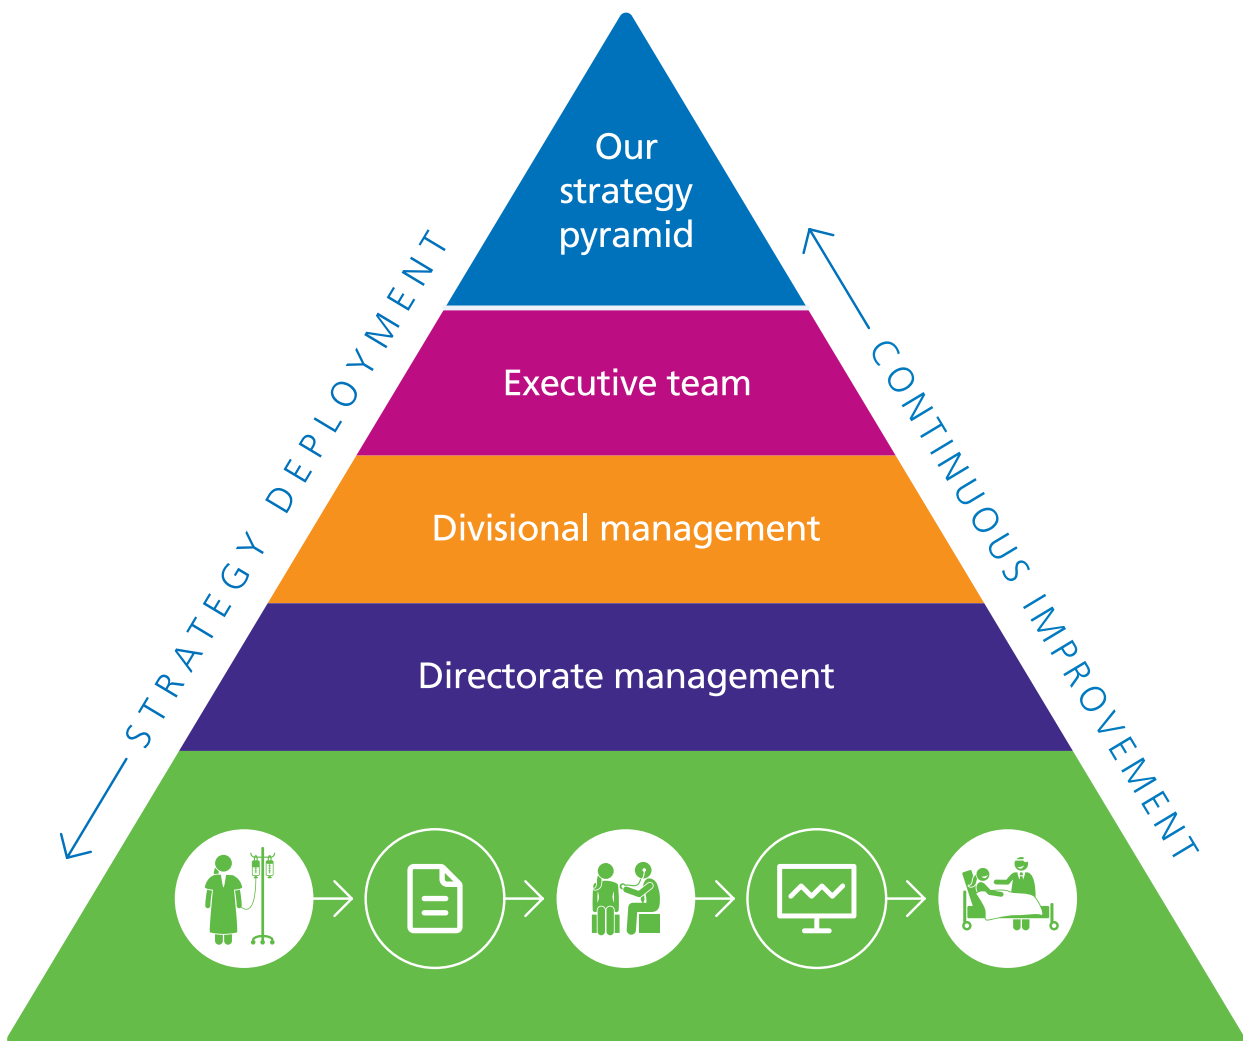 Our
strategy
pyramid
STRATEGY DEPLOYMENT
CONTINUOUS IMPROVEMENT
Executive team
Divisional management
Directorate management